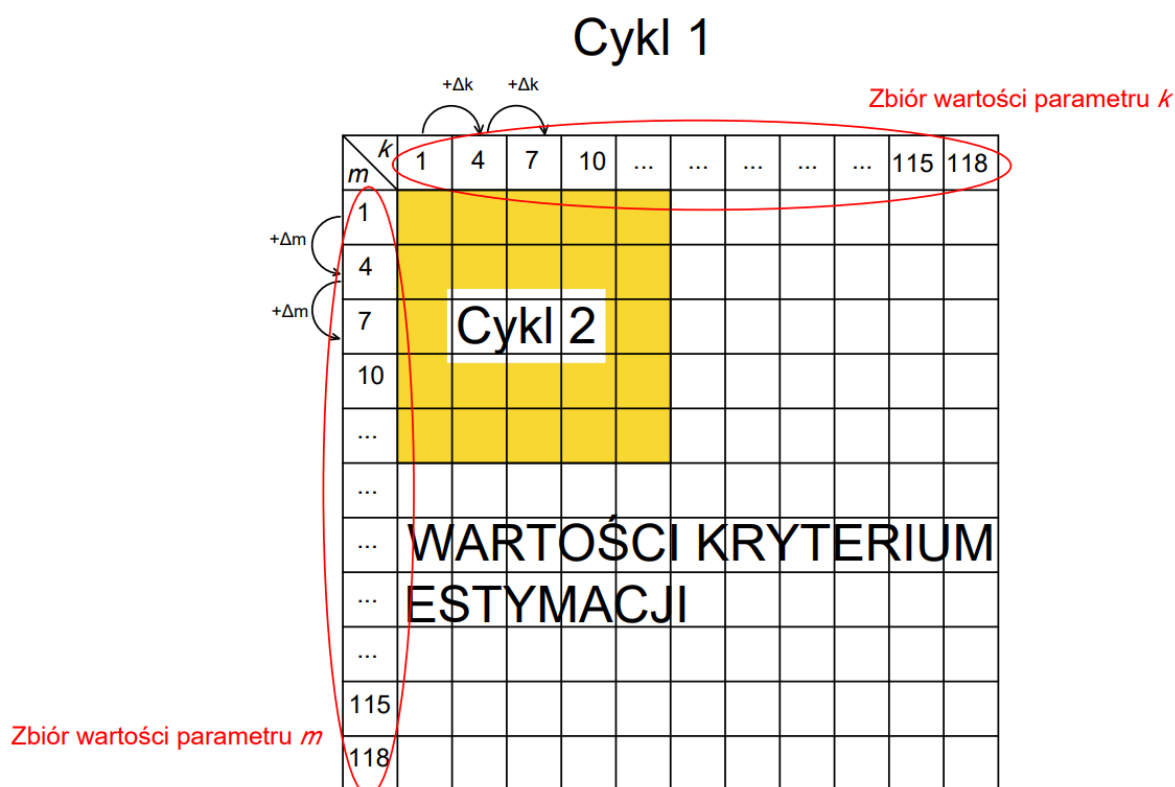 Cykl 1
+Δk +Δk
Zbiór wartości parametru k
k
m
1 4 7 10 ... ... ... ... ... 115 118
1
+Δm
4
+Δm
7
Cykl 2
10
...
...
...
WARTOŚCI KRYTERIUM
ESTYMACJI
...
...
115
Zbiór wartości parametru m
118